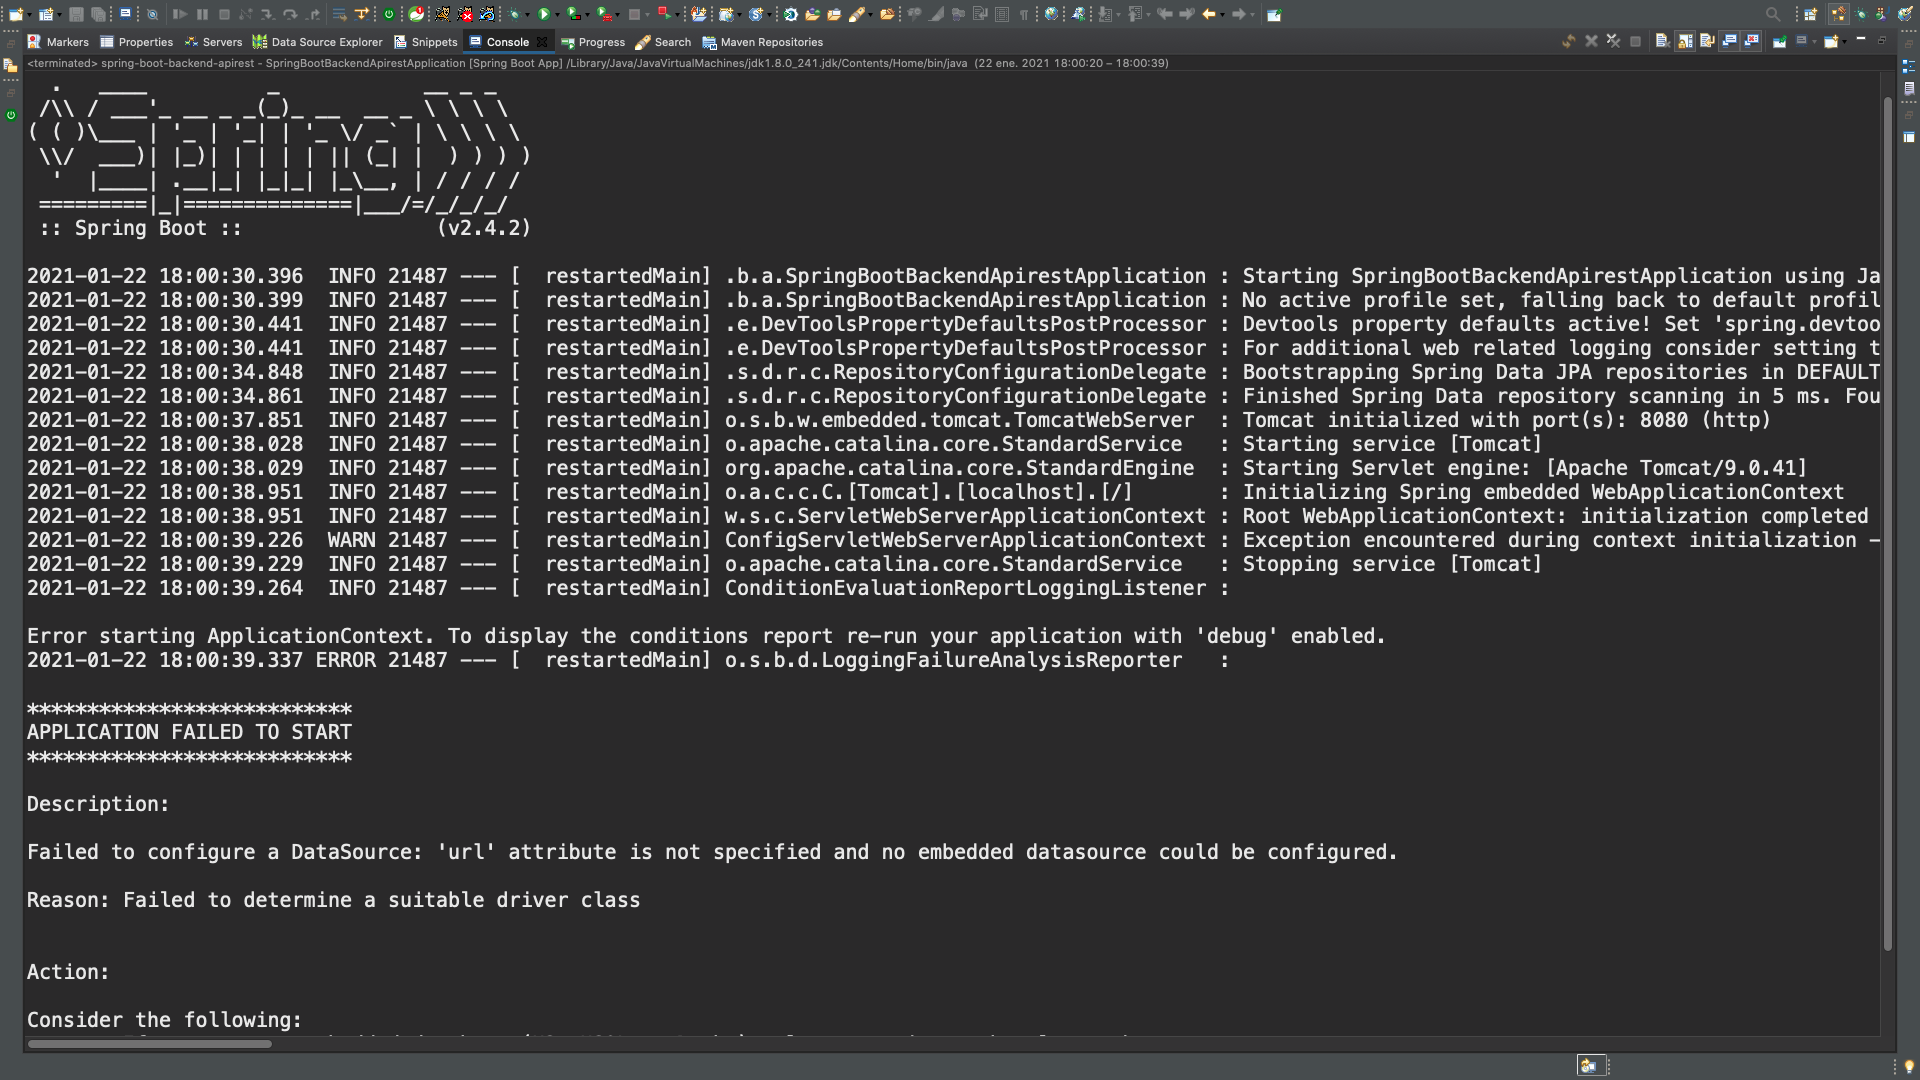 Markers Properties Servers Data Source Explorer Snippets Console Progress Search Maven Repositories
<terminated> spring-boot-backend-apirest - SpringBootBackendApirestApplication [Spring Boot App] /Library/Java/JavaVirtualMachines/jdk1.8.0_241.jdk/Contents/Home/bin/java (22 ene. 2021 18:00:20 – 18:00:39)
  .   ____          _            __ _ _
 /\\ / ___'_ __ _ _(_)_ __  __ _ \ \ \ \
( ( )\___ | '_ | '_| | '_ \/ _` | \ \ \ \
 \\/  ___)| |_)| | | | | || (_| |  ) ) ) )
  '  |____| .__|_| |_|_| |_\__, | / / / /
 =========|_|==============|___/=/_/_/_/
 :: Spring Boot ::                (v2.4.2)
2021-01-22 18:00:30.396  INFO 21487 --- [  restartedMain] .b.a.SpringBootBackendApirestApplication : Starting SpringBootBackendApirestApplication using Ja
2021-01-22 18:00:30.399  INFO 21487 --- [  restartedMain] .b.a.SpringBootBackendApirestApplication : No active profile set, falling back to default profil
2021-01-22 18:00:30.441  INFO 21487 --- [  restartedMain] .e.DevToolsPropertyDefaultsPostProcessor : Devtools property defaults active! Set 'spring.devtoo
2021-01-22 18:00:30.441  INFO 21487 --- [  restartedMain] .e.DevToolsPropertyDefaultsPostProcessor : For additional web related logging consider setting t
2021-01-22 18:00:34.848  INFO 21487 --- [  restartedMain] .s.d.r.c.RepositoryConfigurationDelegate : Bootstrapping Spring Data JPA repositories in DEFAULT
2021-01-22 18:00:34.861  INFO 21487 --- [  restartedMain] .s.d.r.c.RepositoryConfigurationDelegate : Finished Spring Data repository scanning in 5 ms. Fou
2021-01-22 18:00:37.851  INFO 21487 --- [  restartedMain] o.s.b.w.embedded.tomcat.TomcatWebServer  : Tomcat initialized with port(s): 8080 (http)
2021-01-22 18:00:38.028  INFO 21487 --- [  restartedMain] o.apache.catalina.core.StandardService   : Starting service [Tomcat]
2021-01-22 18:00:38.029  INFO 21487 --- [  restartedMain] org.apache.catalina.core.StandardEngine  : Starting Servlet engine: [Apache Tomcat/9.0.41]
2021-01-22 18:00:38.951  INFO 21487 --- [  restartedMain] o.a.c.c.C.[Tomcat].[localhost].[/]       : Initializing Spring embedded WebApplicationContext
2021-01-22 18:00:38.951  INFO 21487 --- [  restartedMain] w.s.c.ServletWebServerApplicationContext : Root WebApplicationContext: initialization completed
2021-01-22 18:00:39.226  WARN 21487 --- [  restartedMain] ConfigServletWebServerApplicationContext : Exception encountered during context initialization -
2021-01-22 18:00:39.229  INFO 21487 --- [  restartedMain] o.apache.catalina.core.StandardService   : Stopping service [Tomcat]
2021-01-22 18:00:39.264  INFO 21487 --- [  restartedMain] ConditionEvaluationReportLoggingListener :
Error starting ApplicationContext. To display the conditions report re-run your application with 'debug' enabled.
2021-01-22 18:00:39.337 ERROR 21487 --- [  restartedMain] o.s.b.d.LoggingFailureAnalysisReporter   :
***************************
APPLICATION FAILED TO START
***************************
Description:
Failed to configure a DataSource: 'url' attribute is not specified and no embedded datasource could be configured.
Reason: Failed to determine a suitable driver class
Action:
Consider the following: